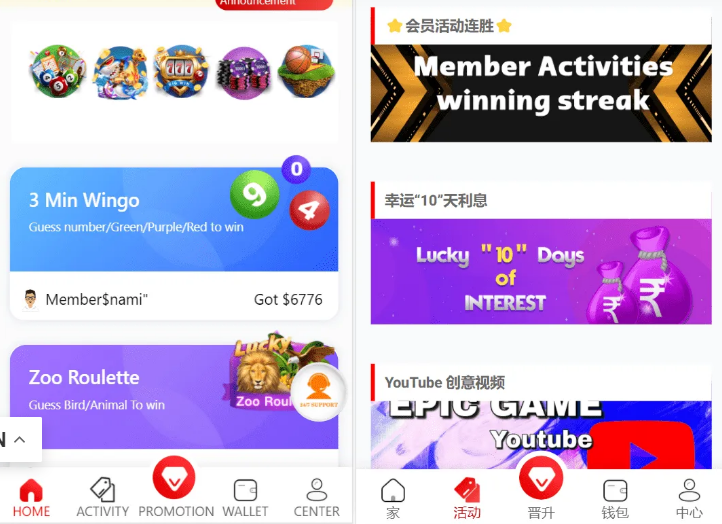 Announcement
3 Min Wingo
Guess number/Green/Purple/Red to win
0
9
4
Member$nami"
Got $6776
Zoo Roulette
Guess Bird/Animal To win
Lucky
Zoo Roul
24/7 SUPPORT
N
HOME
ACTIVITY
PROMOTION
WALLET
CENTER
⭐会员活动连胜⭐
Member Activities
winning streak
幸运“10”天利息
Lucky "10" Days
of
INTEREST
₹
₹
YouTube 创意视频
EPIC GAME
Youtube
家
活动
晋升
钱包
中心